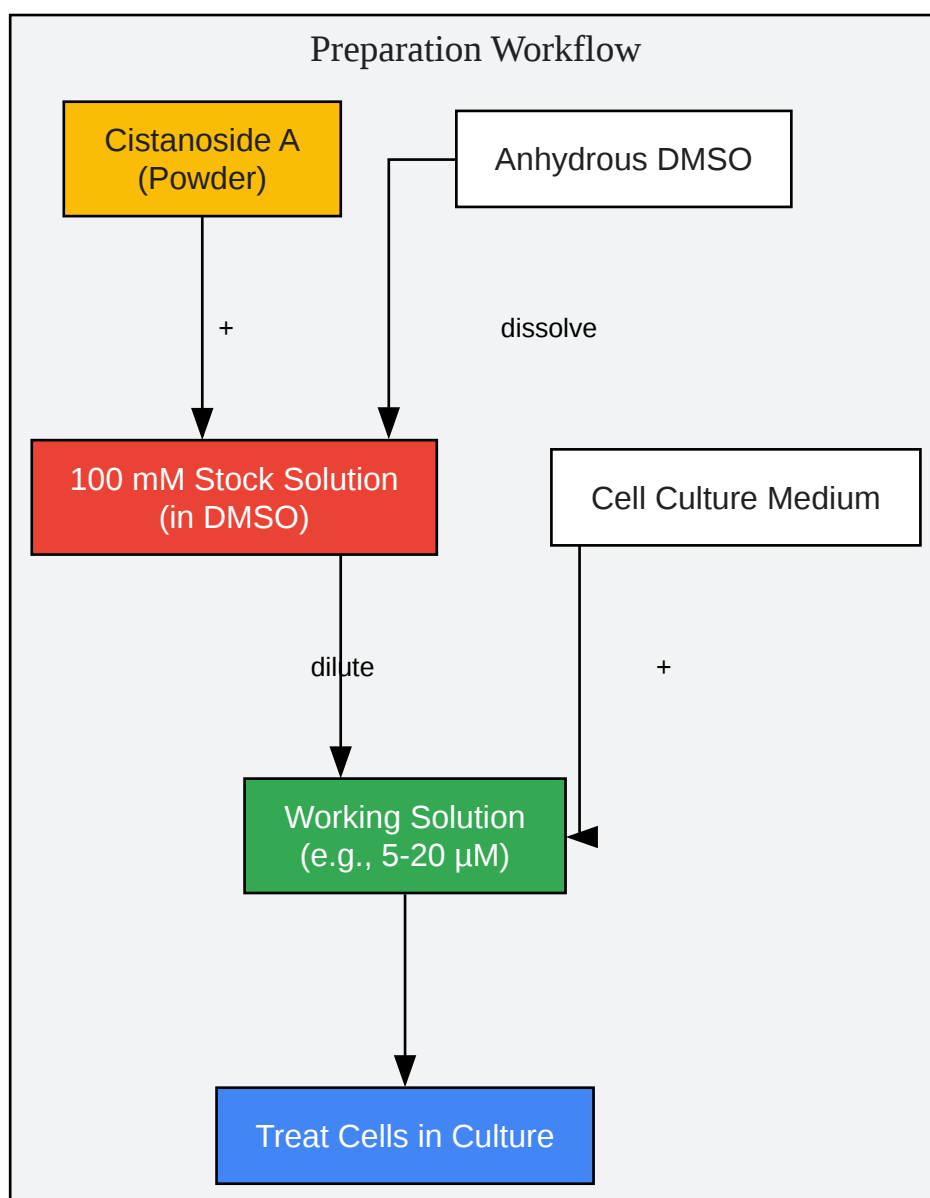 Preparation Workflow
Cistanoside A
(Powder)
Anhydrous DMSO
+
dissolve
100 mM Stock Solution
(in DMSO)
Cell Culture Medium
dilute
+
Working Solution
(e.g., 5-20 µM)
Treat Cells in Culture